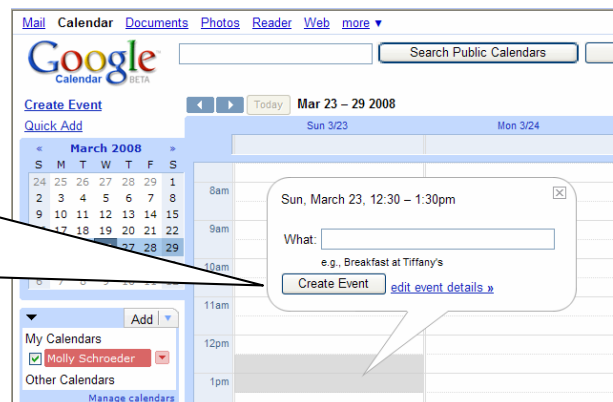 Mail Calendar Documents Photos Reader Web more ▼
Google
Calendar BETA
Search Public Calendars
Create Event
Quick Add
Today Mar 23 – 29 2008
Sun 3/23 Mon 3/24
« March 2008 »
S M T W T F S
24 25 26 27 28 29 1
2 3 4 5 6 7 8
9 10 11 12 13 14 15
17 18 19 20 21 22
27 28 29
8am
9am
10am
11am
12pm
1pm
Sun, March 23, 12:30 – 1:30pm
What:
e.g., Breakfast at Tiffany's
Create Event edit event details »
Add
My Calendars
Molly Schroeder
Other Calendars
Manage calendars